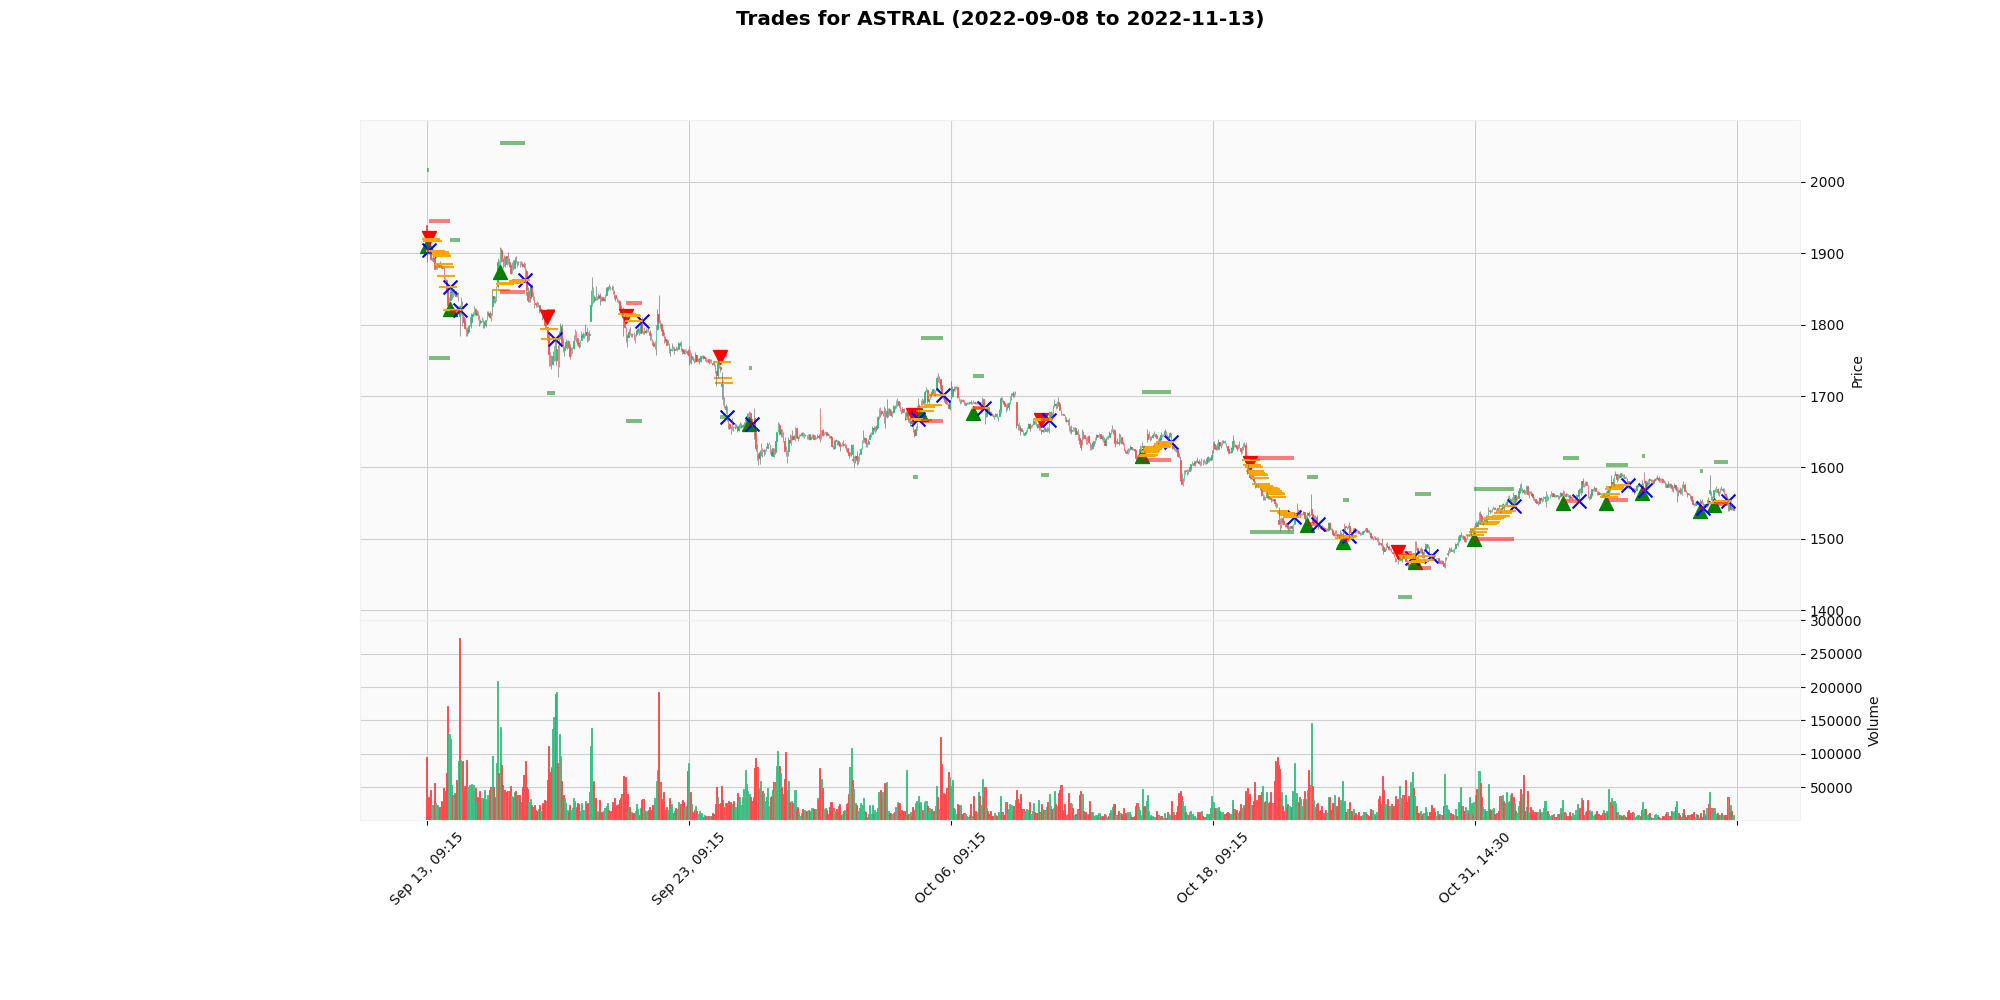 Trades for ASTRAL (2022-09-08 to 2022-11-13)
2000
1900
1800
1700
1600
1500
1400
Price
300000
250000
200000
150000
100000
50000
Volume
Sep 13, 09:15
Sep 23, 09:15
Oct 06, 09:15
Oct 18, 09:15
Oct 31, 14:30